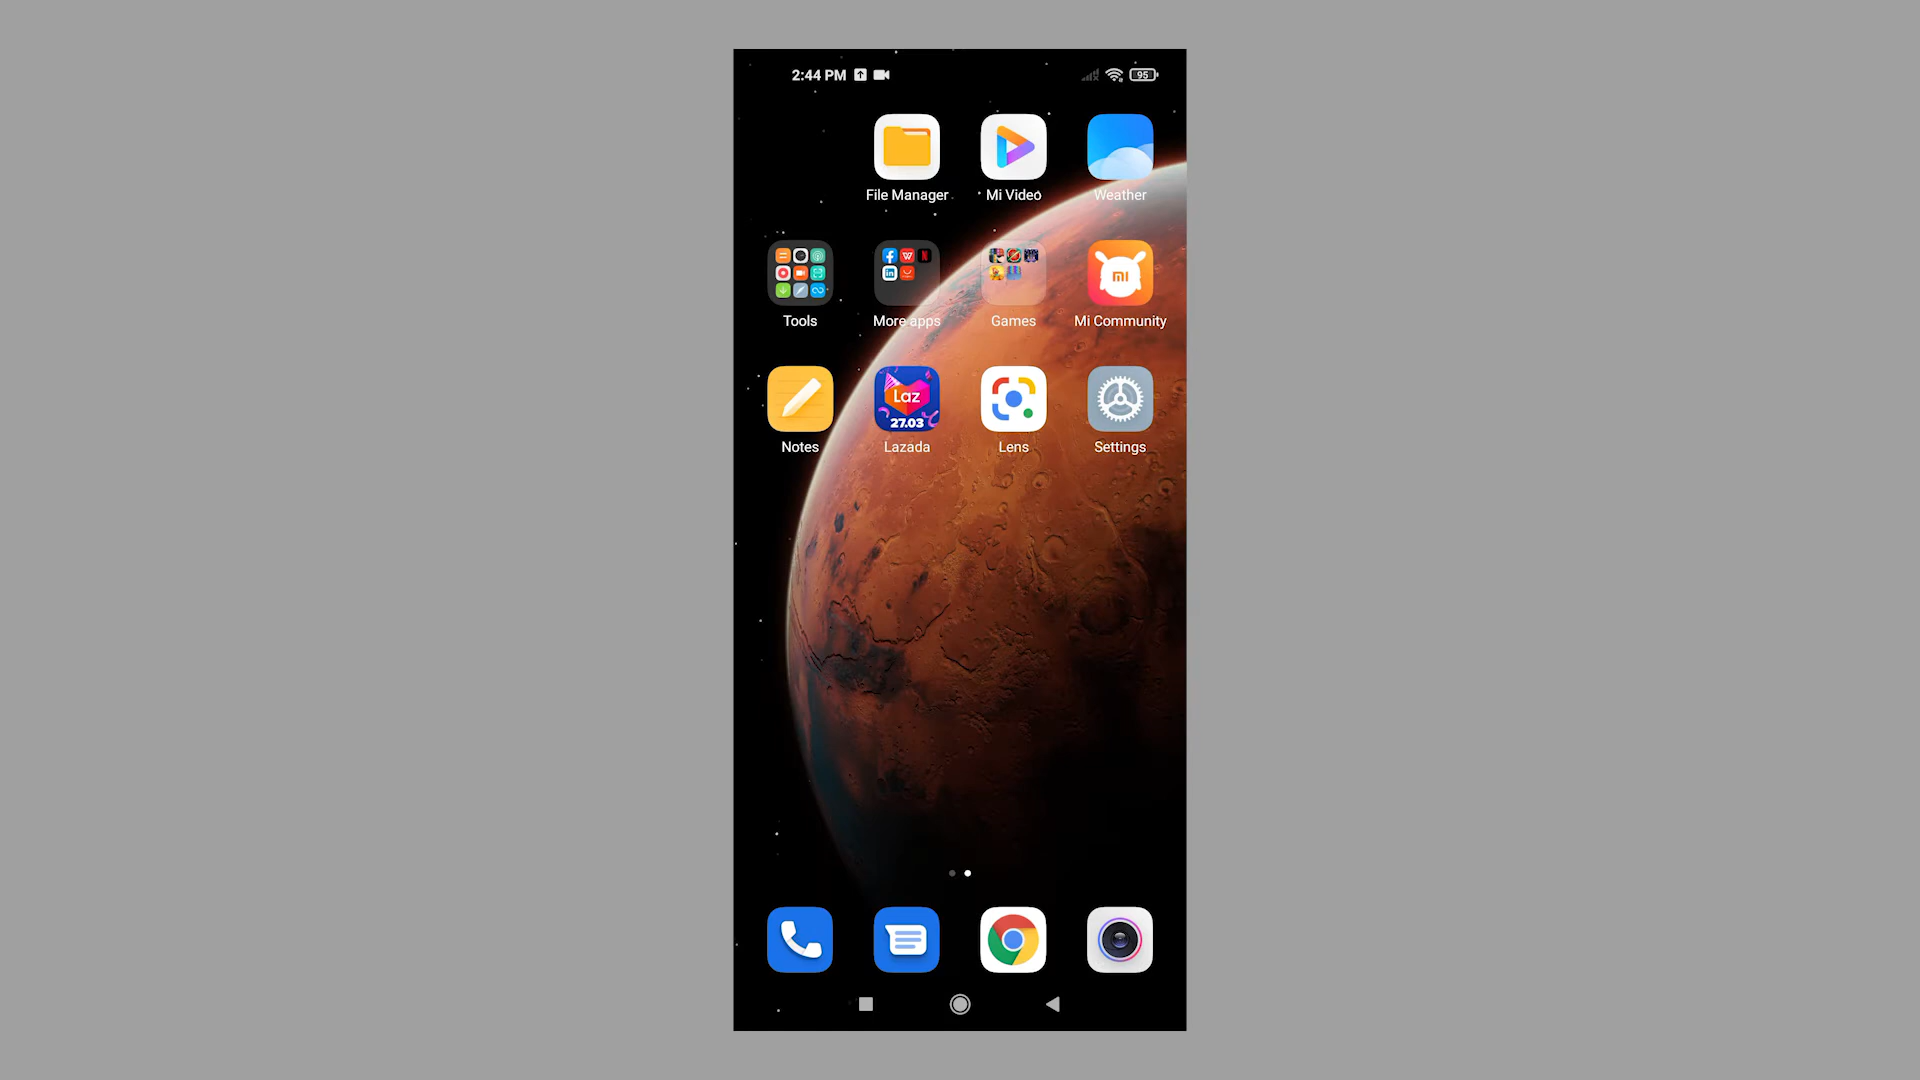 2:44 PM
95
File Manager
Mi Video
Weather
Tools
More apps
Games
mi
Mi Community
Laz
27.03
Notes
Lazada
Lens
Settings